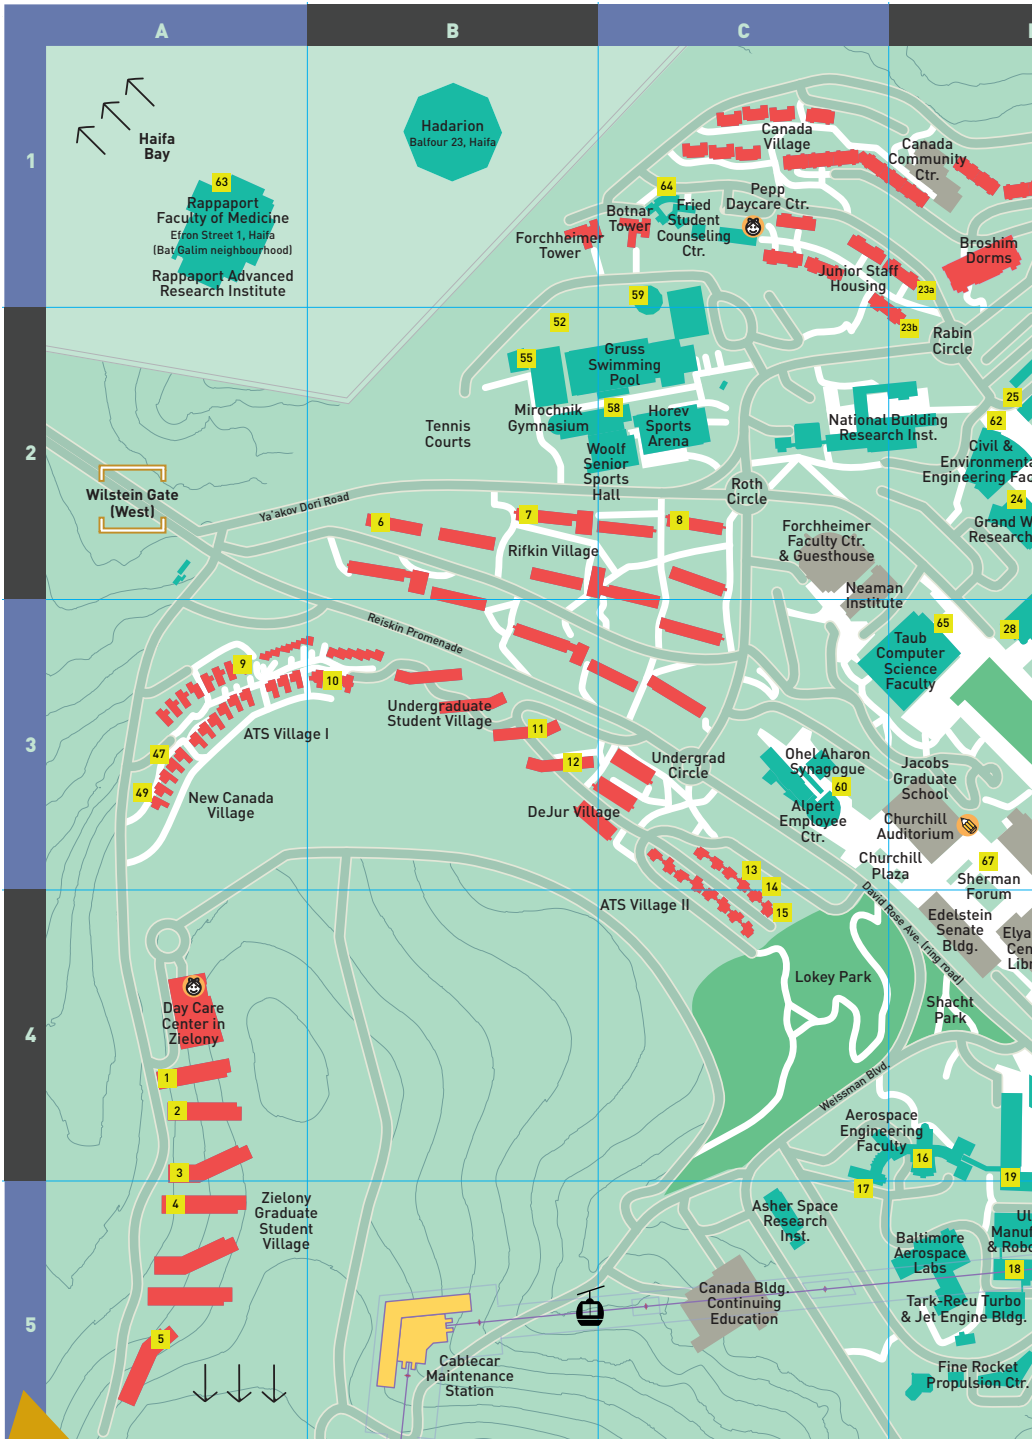 A
B
C
1
2
3
4
5
Haifa
Bay
63
Rappaport
Faculty of Medicine
Efron Street 1, Haifa
(Bat Galim neighbourhood)
Rappaport Advanced
Research Institute
Hadarion
Balfour 23, Haifa
Canada
Village
Canada
Community
Ctr.
64
Pepp
Daycare Ctr.
Botnar
Tower
Fried
Student
Counseling
Ctr.
Forchheimer
Tower
Junior Staff
Housing
Broshim
Dorms
23a
23b
Rabin
Circle
59
52
55
Gruss
Swimming
Pool
58
Mirochnik
Gymnasium
Horev
Sports
Arena
Woolf
Senior
Sports
Hall
Tennis
Courts
25
62
National Building
Research Inst.
Civil &
Environmenta
Engineering Fac
24
Grand W
Research
Roth
Circle
Wilstein Gate
(West)
Ya'akov Dori Road
6
7
8
Rifkin Village
Forchheimer
Faculty Ctr.
& Guesthouse
Neaman
Institute
65
28
Taub
Computer
Science
Faculty
Reiskin Promenade
9
10
Undergraduate
Student Village
ATS Village I
11
12
47
49
New Canada
Village
Undergrad
Circle
DeJur Village
Ohel Aharon
Synagogue
60
Alpert
Employee
Ctr.
Jacobs
Graduate
School
Churchill
Auditorium
Churchill
Plaza
67
Sherman
Forum
13
14
15
ATS Village II
David Rose Ave. (ring road)
Edelstein
Senate
Bldg.
Elya
Cen
Libr
Lokey Park
Shacht
Park
Day Care
Center in
Zielony
1
2
3
4
5
Weissman Blvd.
Aerospace
Engineering
Faculty
16
17
19
Zielony
Graduate
Student
Village
Asher Space
Research
Inst.
Baltimore
Aerospace
Labs
Ul
Manuf
& Robo
18
Canada Bldg.
Continuing
Education
Tark-Recu Turbo
& Jet Engine Bldg.
Cablecar
Maintenance
Station
Fine Rocket
Propulsion Ctr.